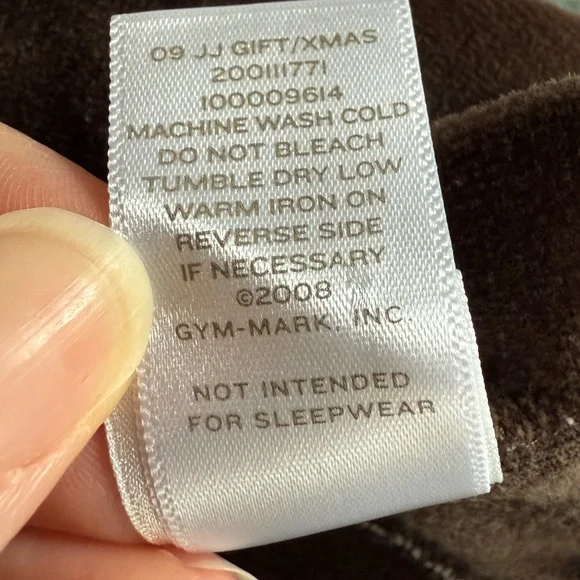 09 JJ GIFT/XMAS
200111771
100009614
MACHINE WASH COLD
DO NOT BLEACH
TUMBLE DRY LOW
WARM IRON ON
REVERSE SIDE
IF NECESSARY
©2008
GYM-MARK, INC.
NOT INTENDED
FOR SLEEPWEAR